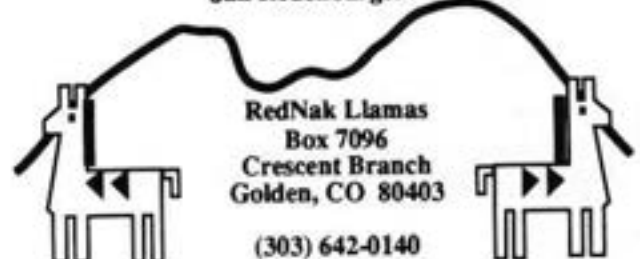 RedNak Llamas
Box 7096
Crescent Branch
Golden, CO 80403
(303) 642-0140